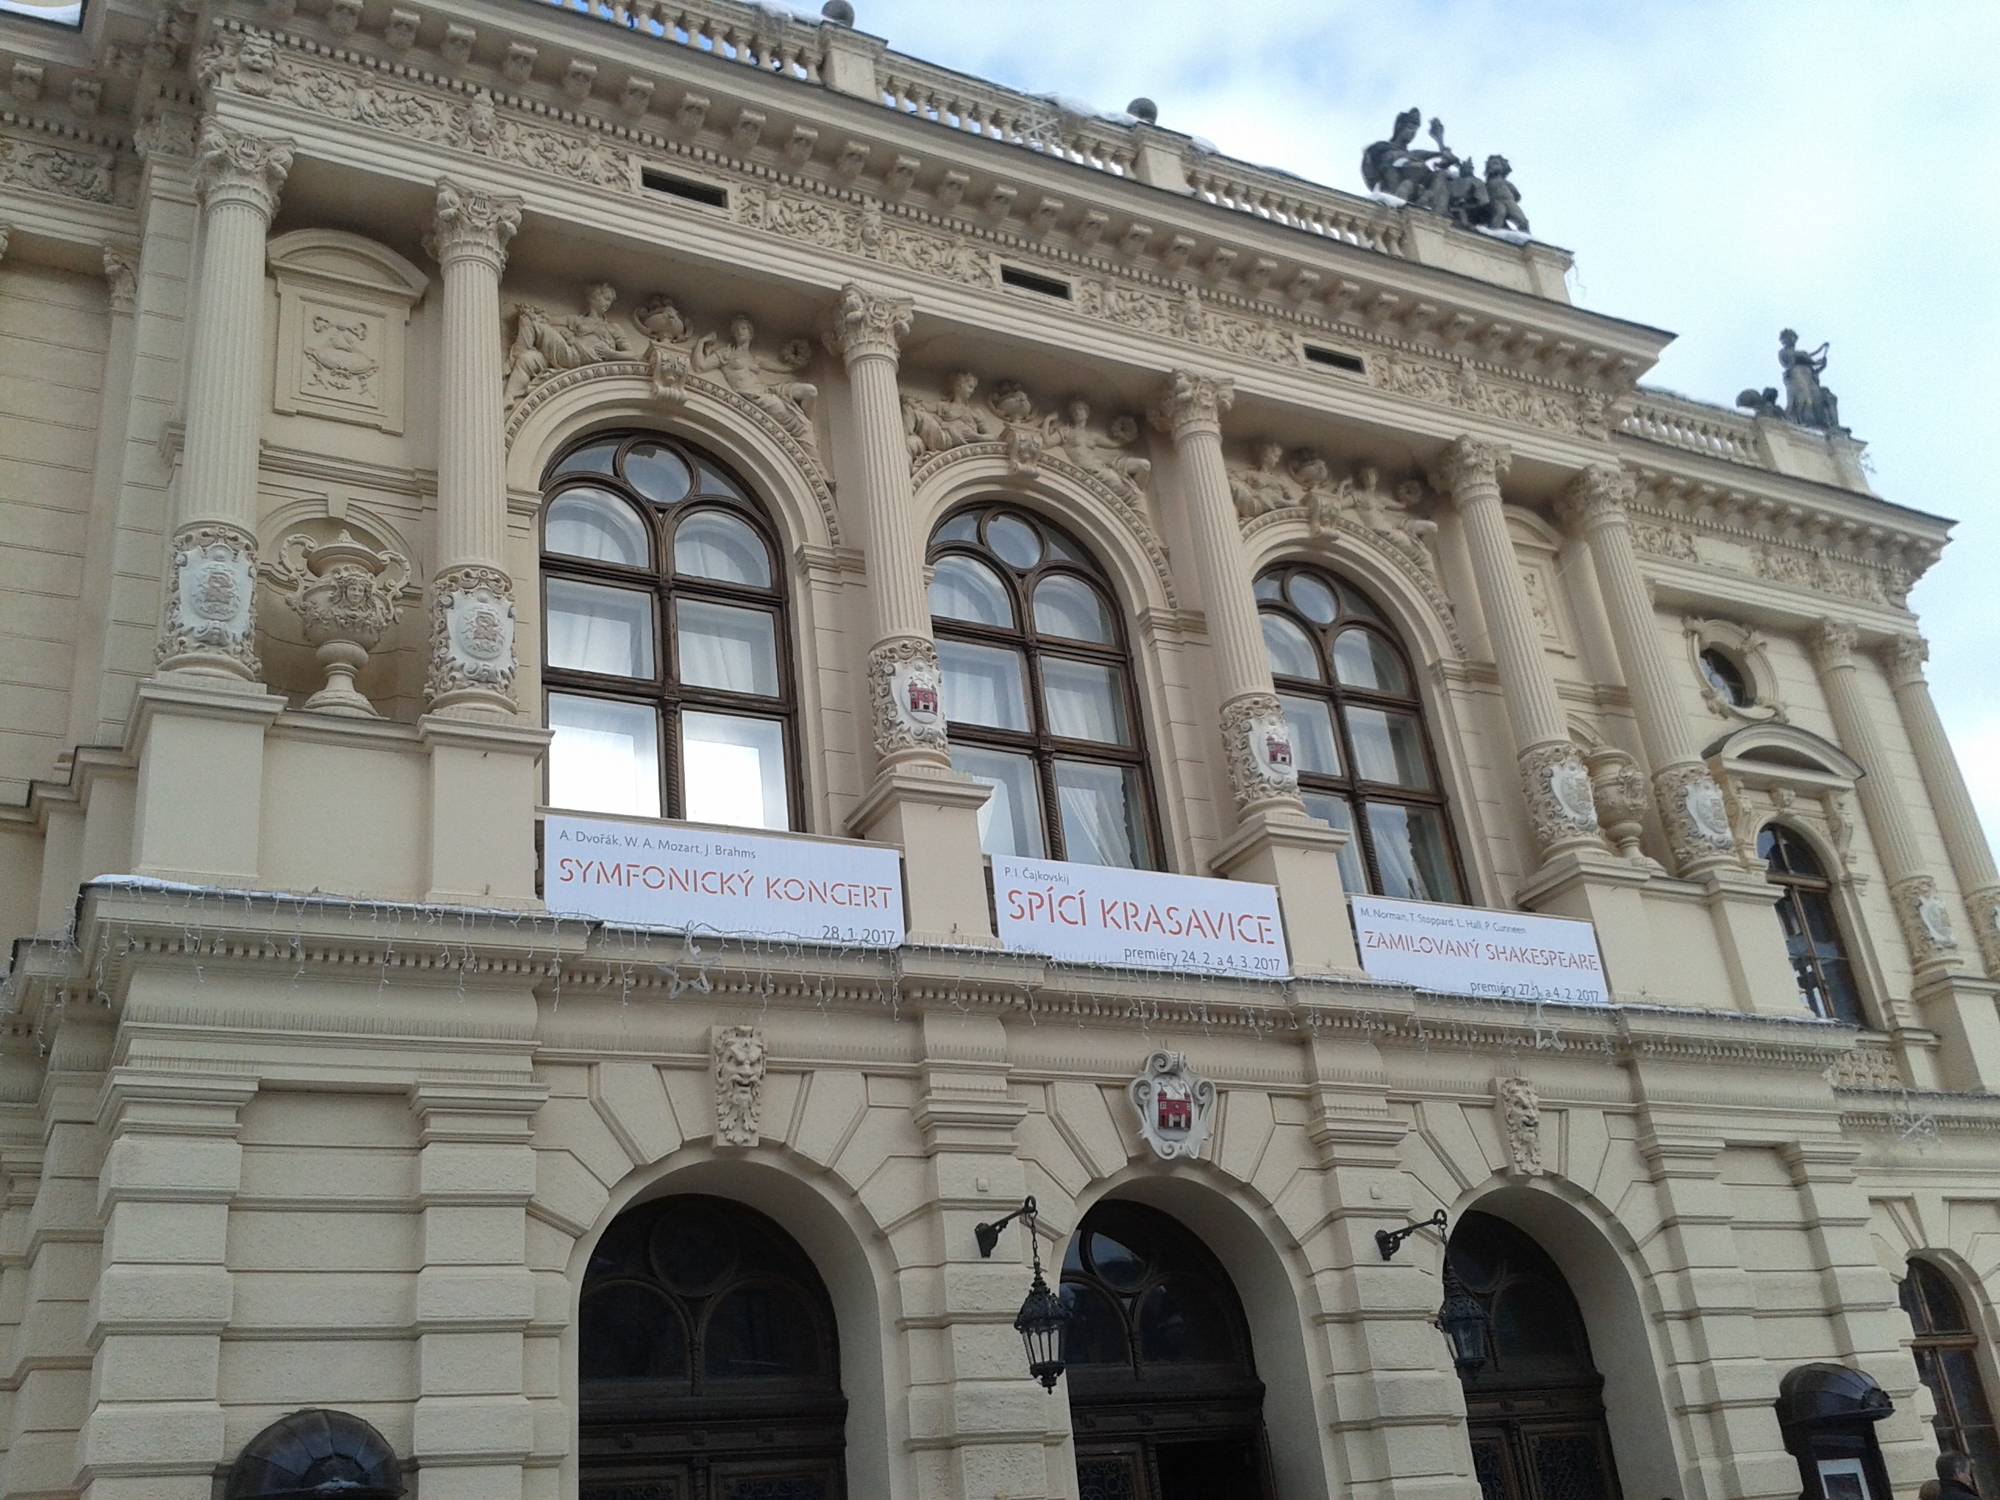 A. Dvořák, W. A. Mozart, J. Brahms
SYMFONICKÝ KONCERT
28. 1. 2017
P. I. Čajkovskij
SPÍCÍ KRASAVICE
premiéry 24. 2. a 4. 3. 2017
M. Norman, T. Stoppard, L. Hall, P. Cunneen
ZAMILOVANÝ SHAKESPEARE
premiéry 27. 1. a 4. 2. 2017